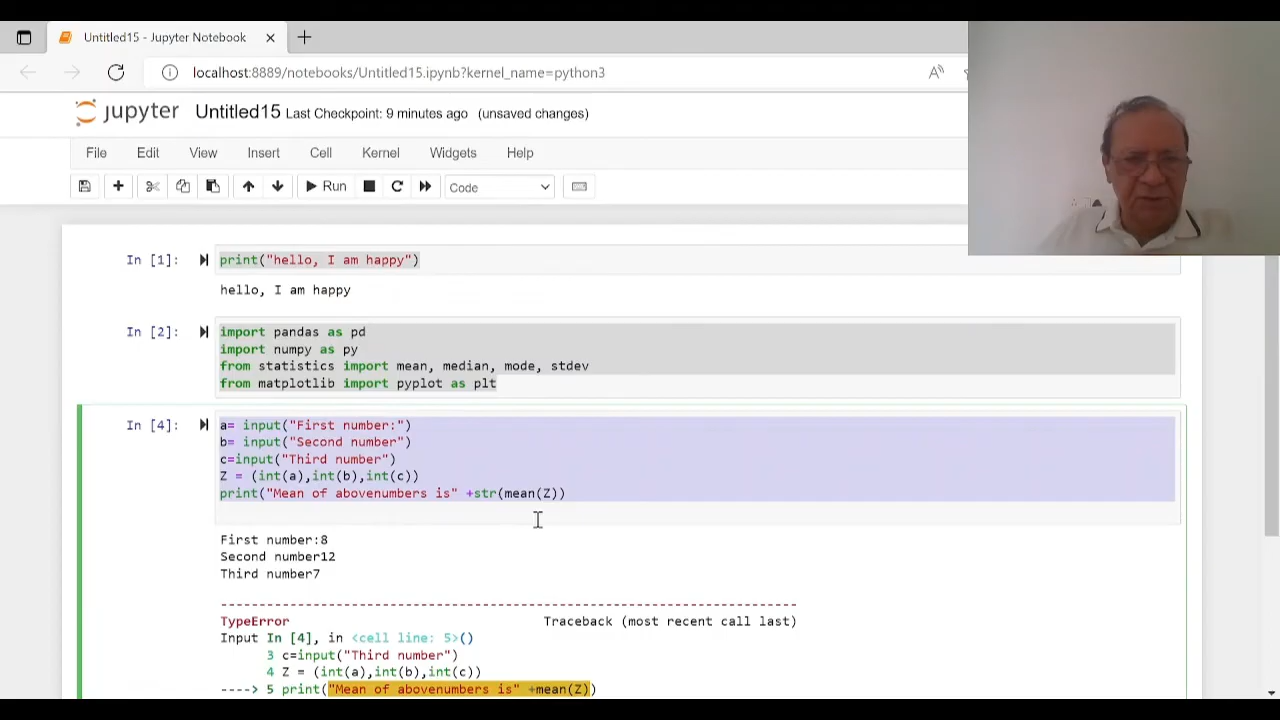 Untitled15 - Jupyter Notebook
localhost:8889/notebooks/Untitled15.ipynb?kernel_name=python3
jupyter Untitled15 Last Checkpoint: 9 minutes ago (unsaved changes)
File Edit View Insert Cell Kernel Widgets Help
Run Code
In [1]: print("hello, I am happy")
hello, I am happy
In [2]: import pandas as pd
import numpy as py
from statistics import mean, median, mode, stdev
from matplotlib import pyplot as plt
In [4]: a= input("First number:")
b= input("Second number")
c=input("Third number")
Z = (int(a),int(b),int(c))
print("Mean of abovenumbers is" +str(mean(Z))
First number:8
Second number12
Third number7
TypeError Traceback (most recent call last)
Input In [4], in <cell line: 5>()
3 c=input("Third number")
4 Z = (int(a),int(b),int(c))
----> 5 print("Mean of abovenumbers is" +mean(Z))